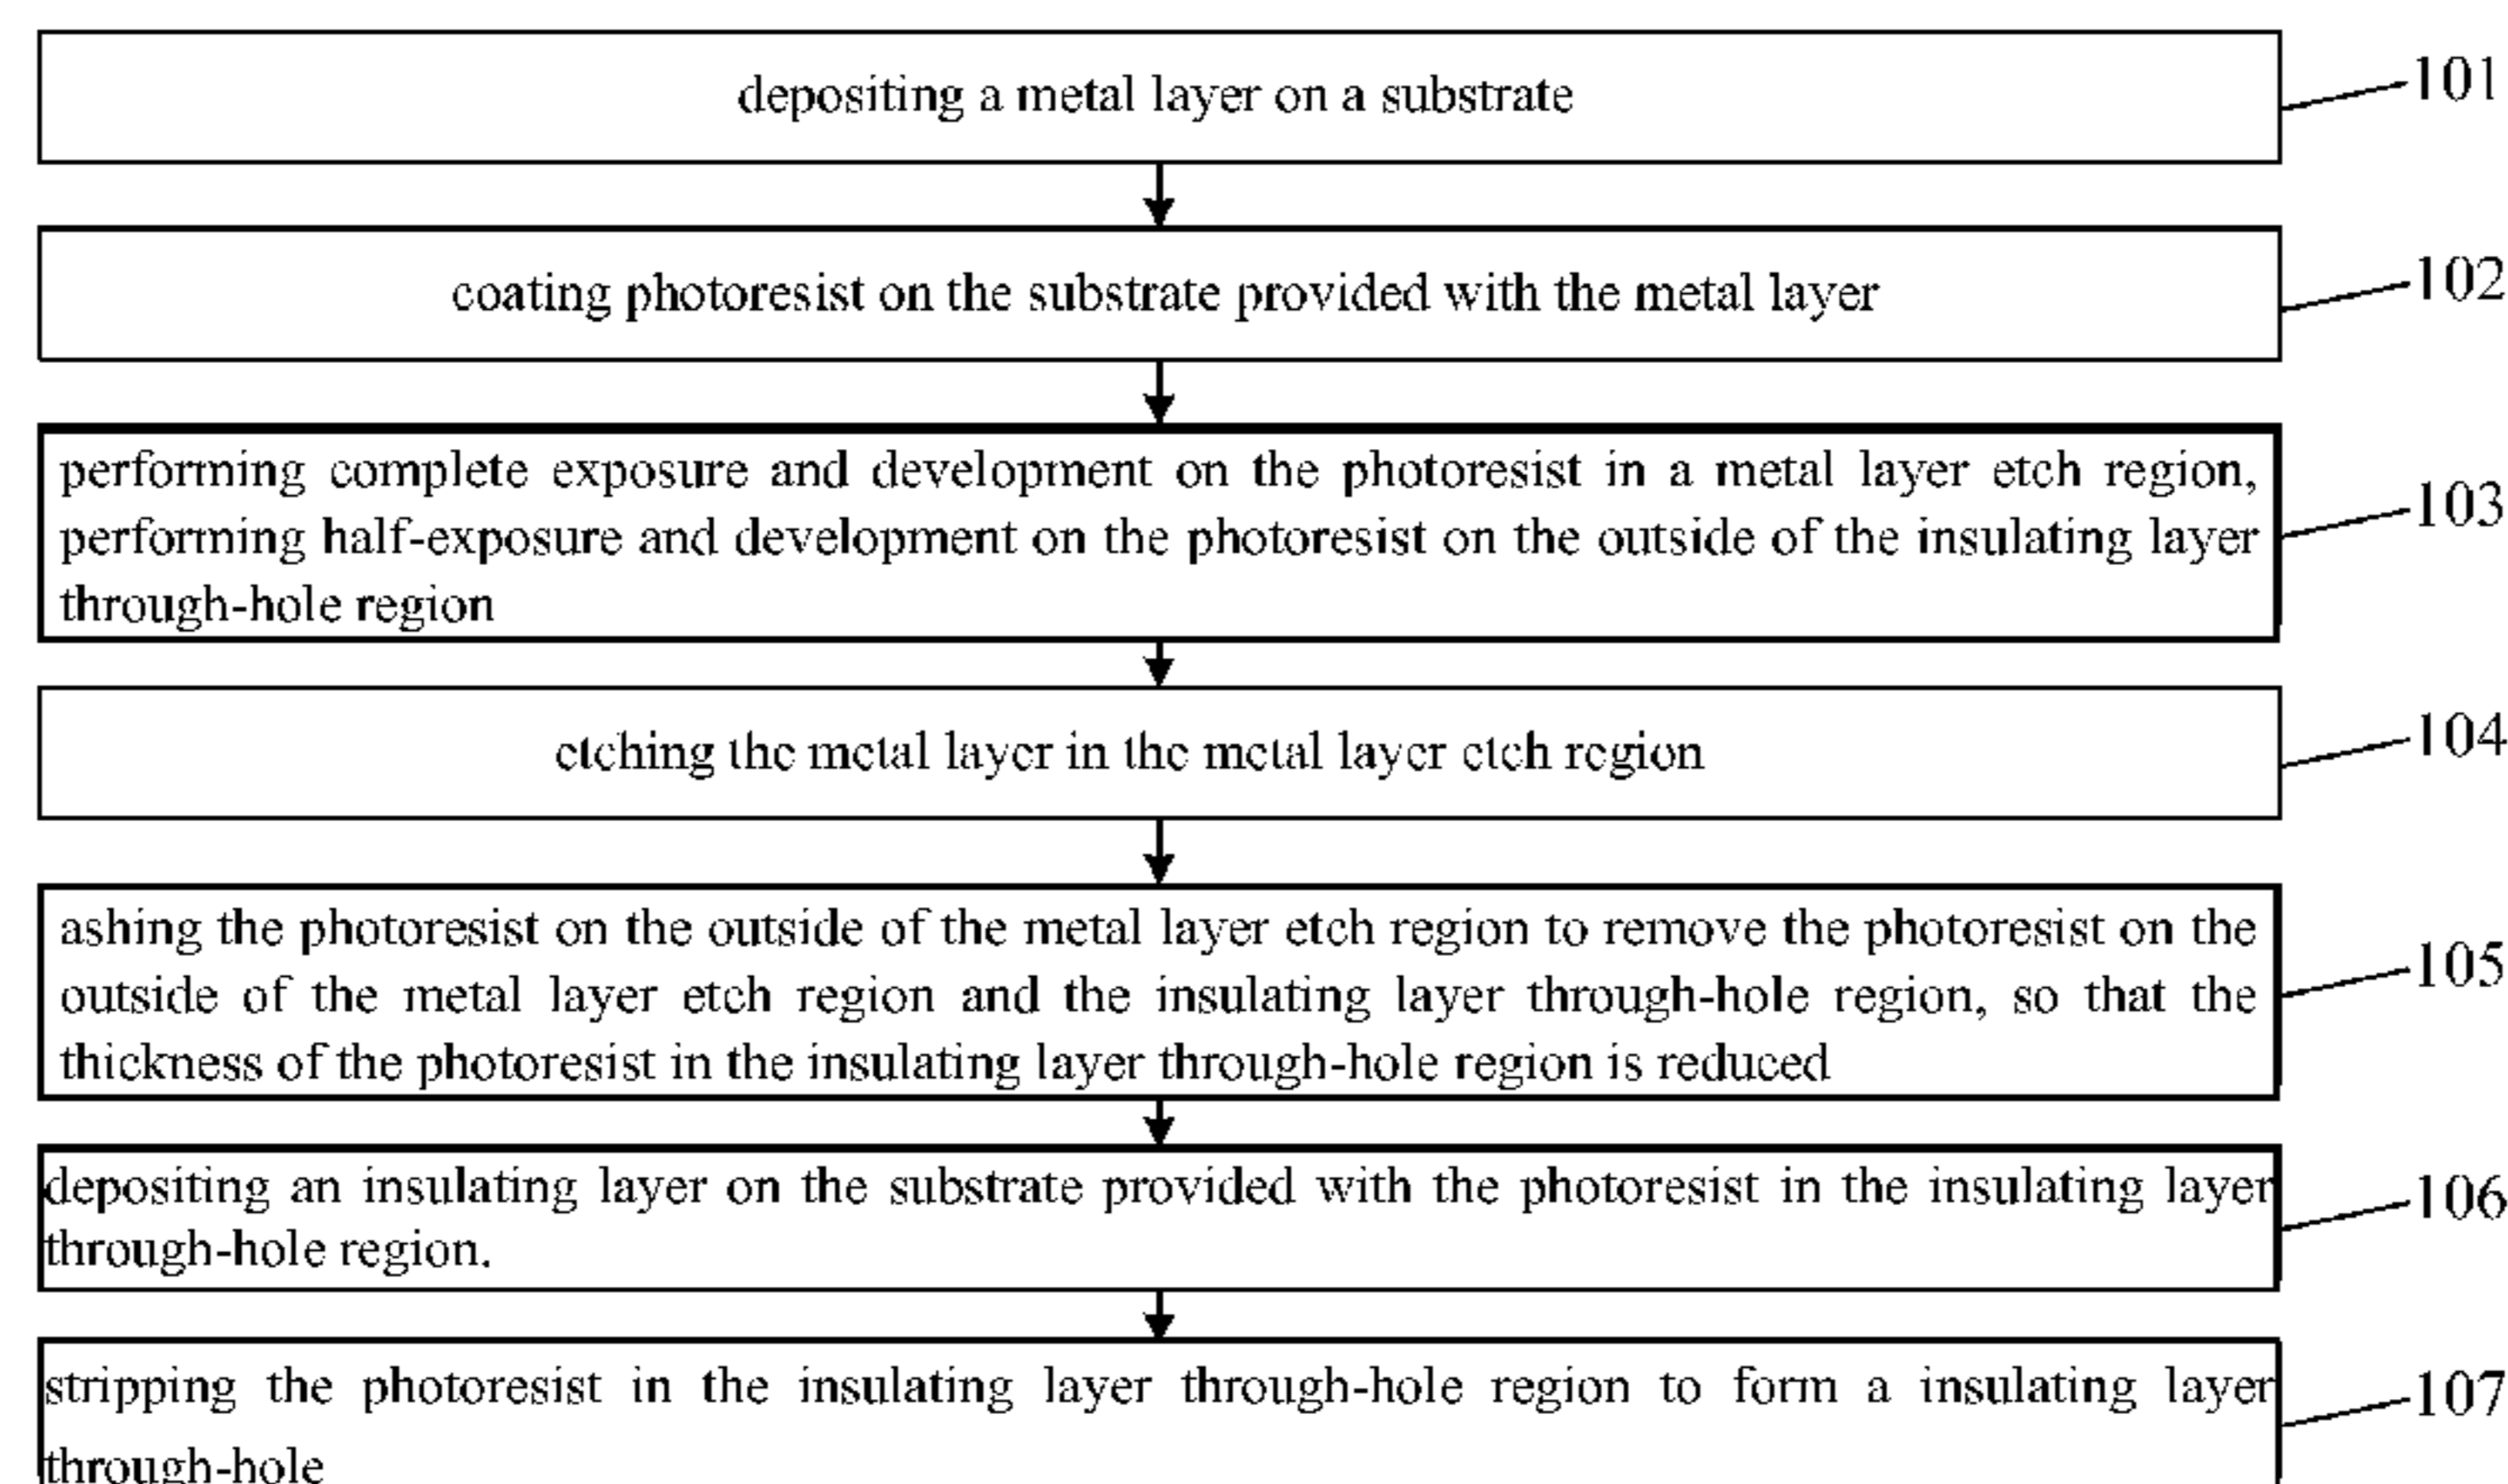 depositing a metal layer on a substrate
101
coating photoresist on the substrate provided with the metal layer
102
performing complete exposure and development on the photoresist in a metal layer etch region,
performing half-exposure and development on the photoresist on the outside of the insulating layer
through-hole region
103
etching the metal layer in the metal layer etch region
104
ashing the photoresist on the outside of the metal layer etch region to remove the photoresist on the
outside of the metal layer etch region and the insulating layer through-hole region, so that the
thickness of the photoresist in the insulating layer through-hole region is reduced
105
depositing an insulating layer on the substrate provided with the photoresist in the insulating layer
through-hole region.
106
stripping the photoresist in the insulating layer through-hole region to form a insulating layer
through-hole
107